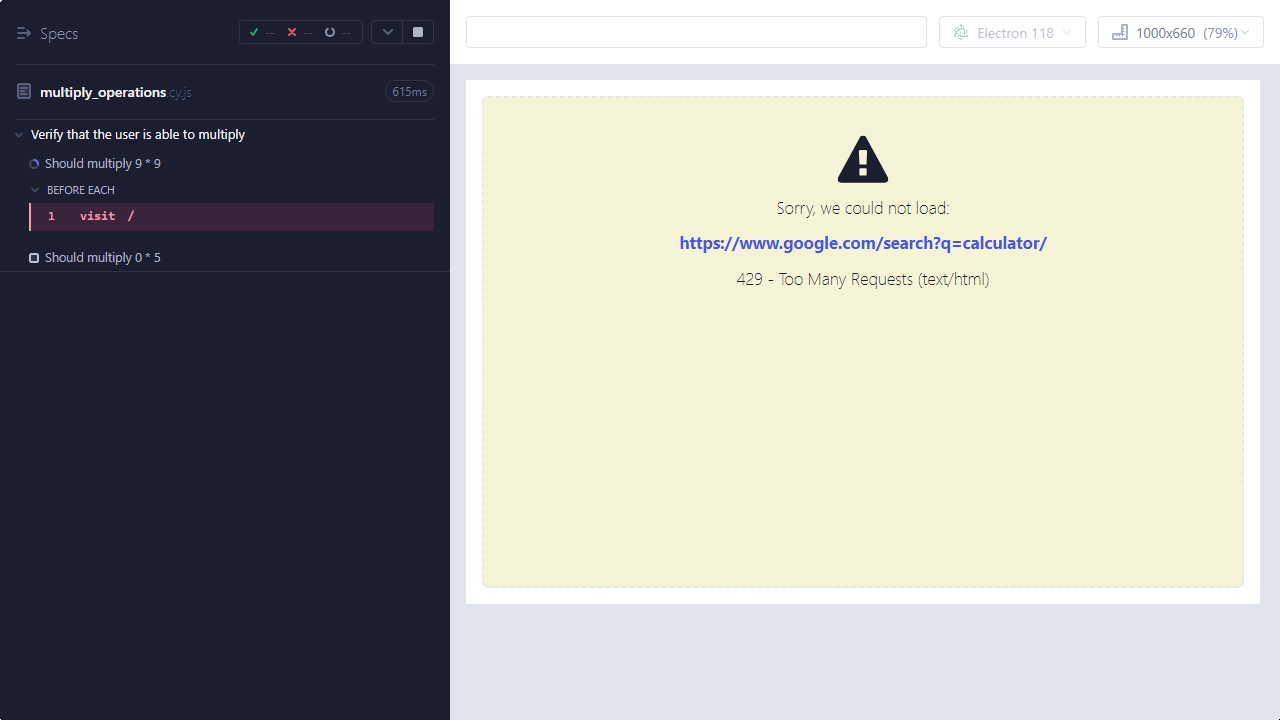 Specs
--
--
--
multiply_operations.cy.js
615ms
Verify that the user is able to multiply
Should multiply 9 * 9
BEFORE EACH
1 visit /
Should multiply 0 * 5
Electron 118
1000x660 (79%)
Sorry, we could not load:
https://www.google.com/search?q=calculator/
429 - Too Many Requests (text/html)